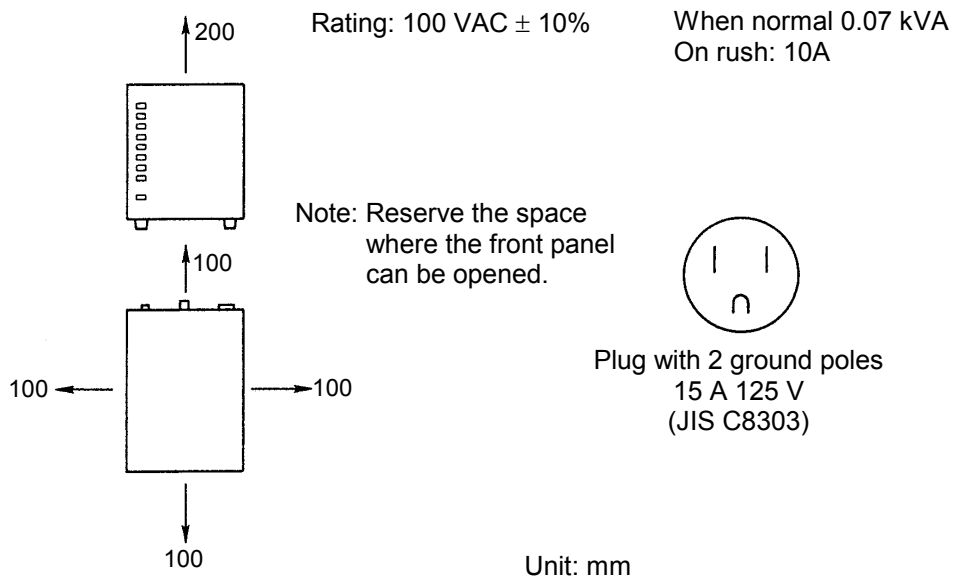 200
Rating: 100 VAC ± 10%
When normal 0.07 kVA
On rush: 10A
Note: Reserve the space
where the front panel
can be opened.
100
100
100
Plug with 2 ground poles
15 A 125 V
(JIS C8303)
100
Unit: mm